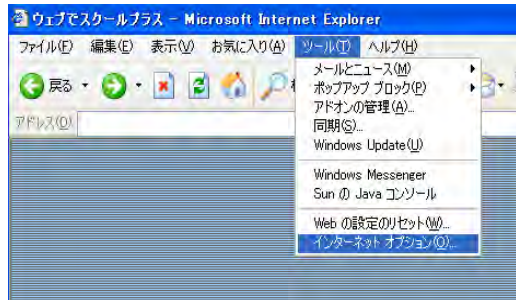 ウェブでスクールプラス - Microsoft Internet Explorer
ファイル(F) 編集(E) 表示(V) お気に入り(A) ツール(T) ヘルプ(H)
戻る
アドレス(D)
メールとニュース(M)
ポップアップ ブロック(P)
アドオンの管理(A)...
同期(S)...
Windows Update(U)
Windows Messenger
Sun の Java コンソール
Web の設定のリセット(W)...
インターネット オプション(O)...